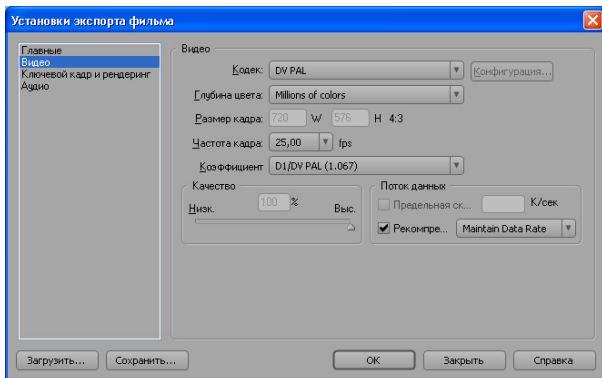 Установки экспорта фильма
Главные
Видео
Ключевой кадр и рендеринг
Аудио
Видео
Кодек: DV PAL Конфигурация...
Глубина цвета: Millions of colors
Размер кадра: 720 W 576 H 4:3
Частота кадра: 25,00 fps
Коэффициент D1/DV PAL (1.067)
Качество
100 %
Низк. Выс.
Поток данных
Предельная ск... К/сек
Рекомпре... Maintain Data Rate
Загрузить... Сохранить... OK Закрыть Справка